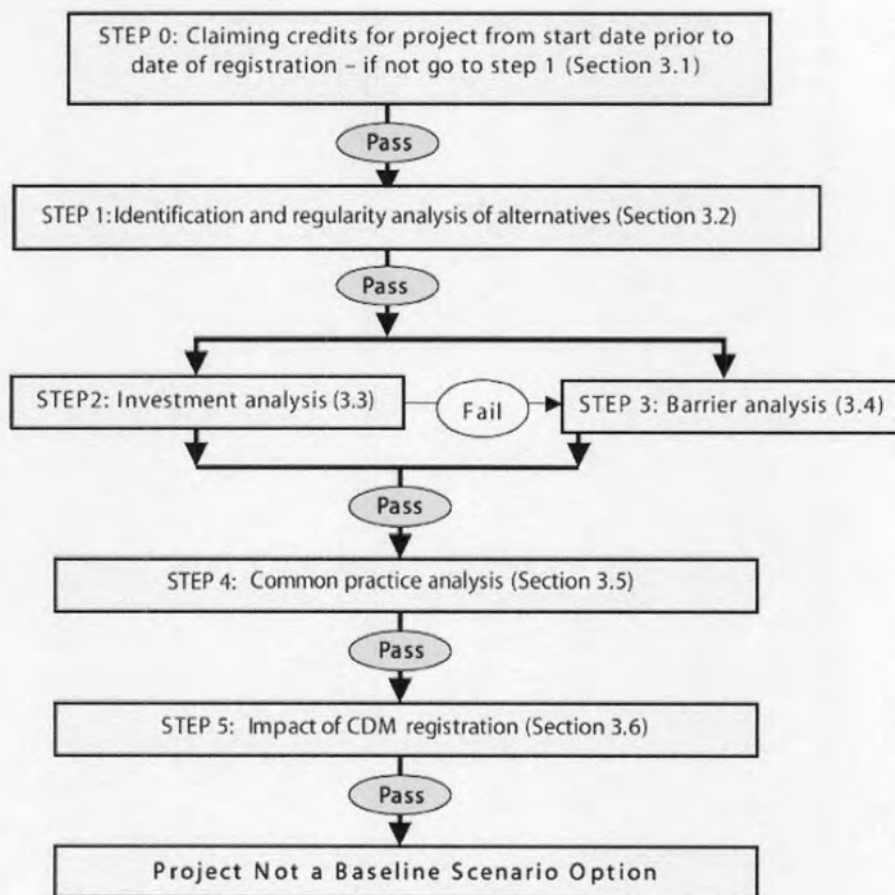 STEP 0: Claiming credits for project from start date prior to
date of registration – if not go to step 1 (Section 3.1)
Pass
STEP 1: Identification and regularity analysis of alternatives (Section 3.2)
Pass
STEP2: Investment analysis (3.3)
Fail
STEP 3: Barrier analysis (3.4)
Pass
STEP 4: Common practice analysis (Section 3.5)
Pass
STEP 5: Impact of CDM registration (Section 3.6)
Pass
Project Not a Baseline Scenario Option